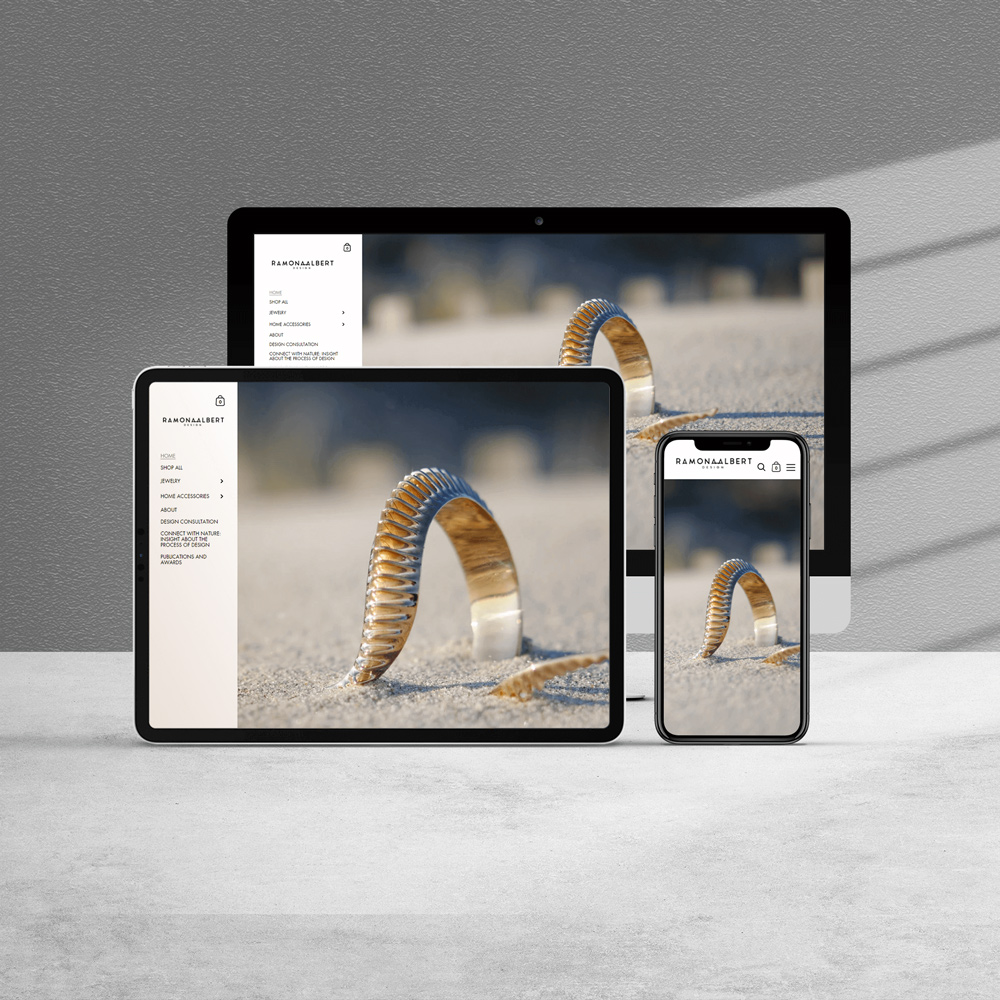 0
RAMONAALBERT
DESIGN
HOME
SHOP ALL
JEWELRY
HOME ACCESSORIES
ABOUT
DESIGN CONSULTATION
CONNECT WITH NATURE: INSIGHT
ABOUT THE PROCESS OF DESIGN
0
RAMONAALBERT
DESIGN
HOME
SHOP ALL
JEWELRY
HOME ACCESSORIES
ABOUT
DESIGN CONSULTATION
CONNECT WITH NATURE:
INSIGHT ABOUT THE
PROCESS OF DESIGN
PUBLICATIONS AND
AWARDS
RAMONAALBERT
DESIGN
0